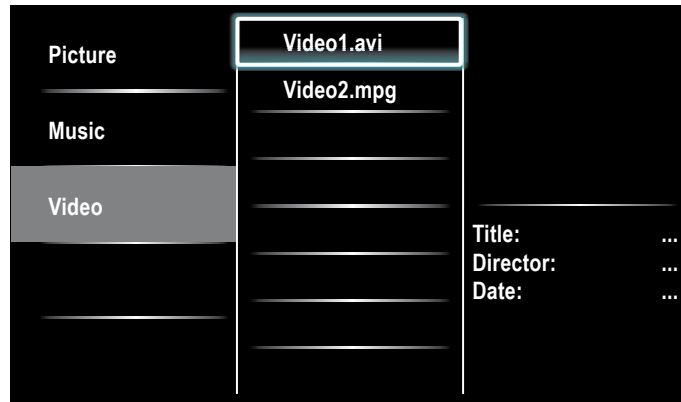 Picture
Music
Video
Video1.avi
Video2.mpg
Title: ...
Director: ...
Date: ...